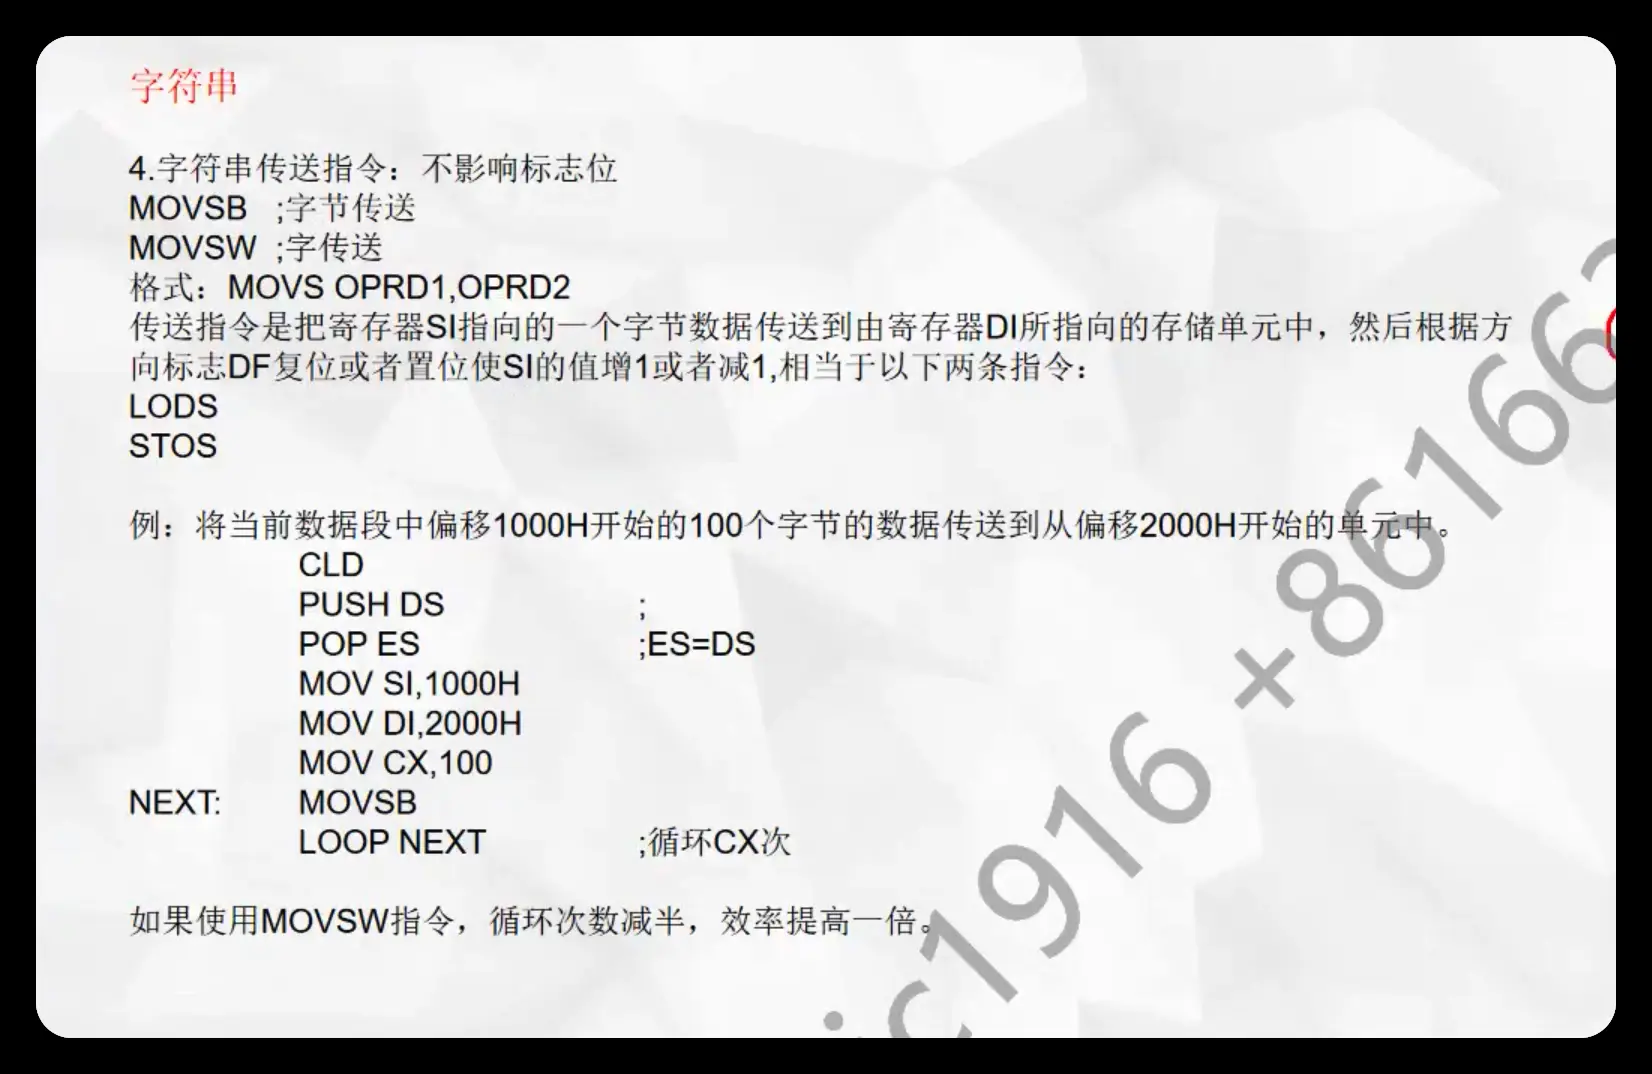 字符串
4.字符串传送指令：不影响标志位
MOVSB ;字节传送
MOVSW ;字传送
格式：MOVS OPRD1,OPRD2
传送指令是把寄存器SI指向的一个字节数据传送到由寄存器DI所指向的存储单元中，然后根据方
向标志DF复位或者置位使SI的值增1或者减1,相当于以下两条指令：
LODS
STOS
例：将当前数据段中偏移1000H开始的100个字节的数据传送到从偏移2000H开始的单元中。
CLD
PUSH DS ;
POP ES ;ES=DS
MOV SI,1000H
MOV DI,2000H
MOV CX,100
NEXT: MOVSB
LOOP NEXT ;循环CX次
如果使用MOVSW指令，循环次数减半，效率提高一倍。
c1916 +86166